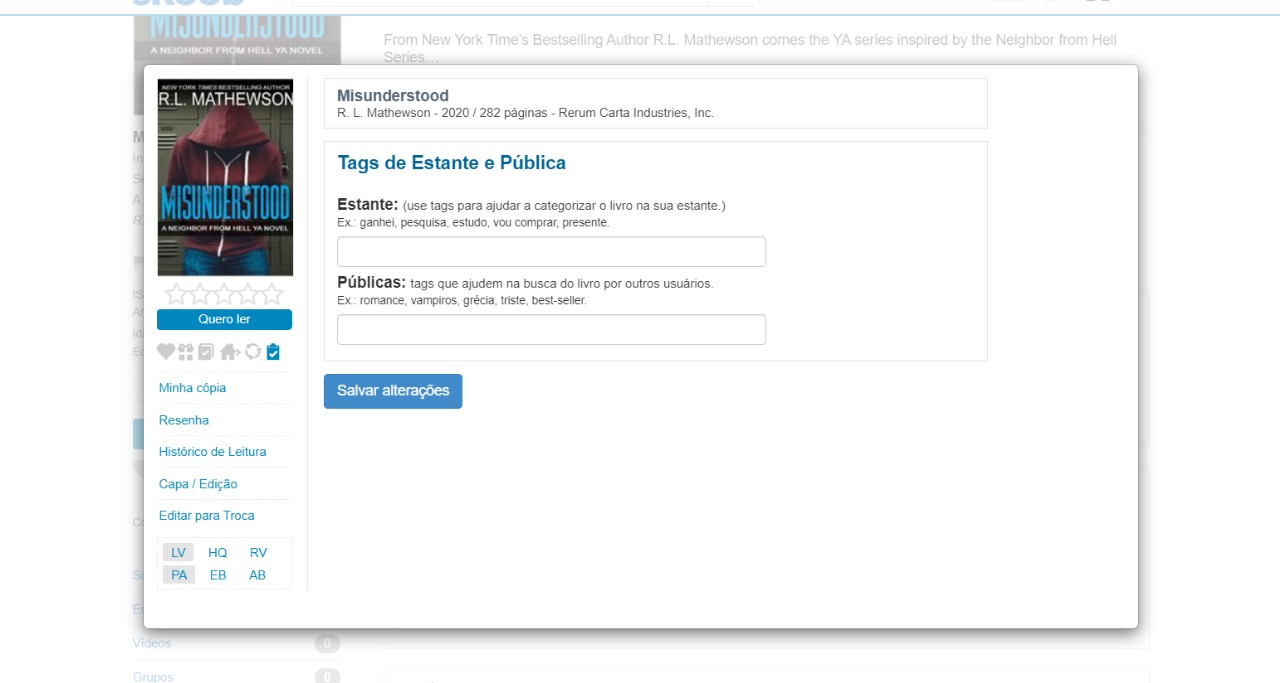 skoob
MISUNDERSTOOD
A NEIGHBOR FROM HELL YA NOVEL
From New York Time's Bestselling Author R.L. Mathewson comes the YA series inspired by the Neighbor from Hell
Series…
NEW YORK TIMES BESTSELLING AUTHOR
R.L. MATHEWSON
MISUNDERSTOOD
A NEIGHBOR FROM HELL YA NOVEL
Quero ler
Minha cópia
Resenha
Histórico de Leitura
Capa / Edição
Editar para Troca
LV HQ RV
PA EB AB
Misunderstood
R. L. Mathewson - 2020 / 282 páginas - Rerum Carta Industries, Inc.
Tags de Estante e Pública
Estante: (use tags para ajudar a categorizar o livro na sua estante.)
Ex.: ganhei, pesquisa, estudo, vou comprar, presente.
Públicas: tags que ajudem na busca do livro por outros usuários.
Ex.: romance, vampiros, grécia, triste, best-seller.
Salvar alterações
Vídeos 0
Grupos 0